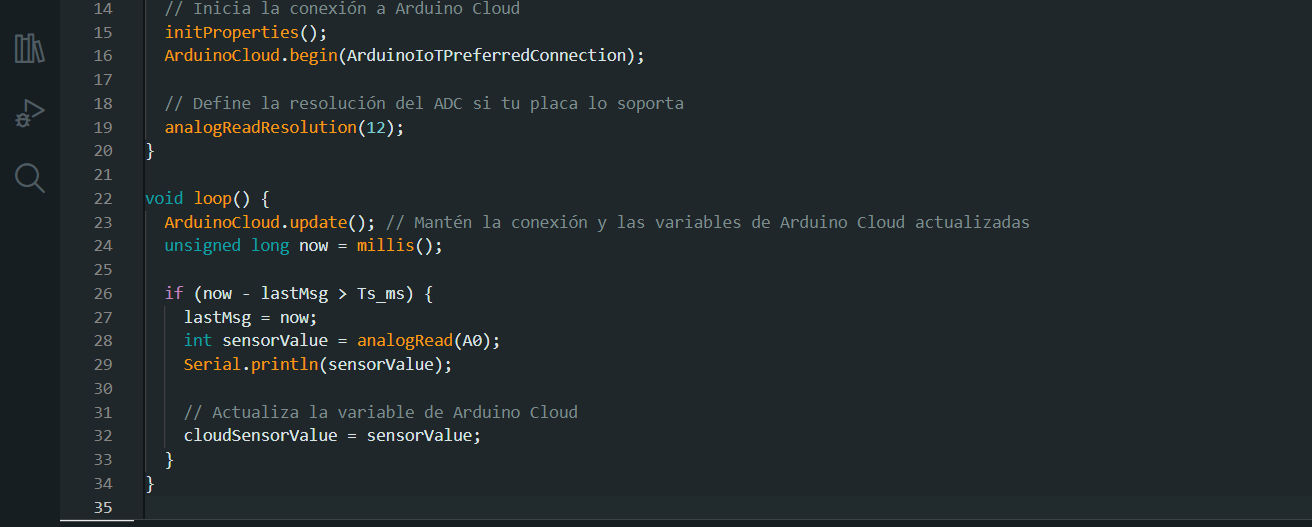 14 // Inicia la conexión a Arduino Cloud
15 initProperties();
16 ArduinoCloud.begin(ArduinoIoTPreferredConnection);
17
18 // Define la resolución del ADC si tu placa lo soporta
19 analogReadResolution(12);
20 }
21
22 void loop() {
23 ArduinoCloud.update(); // Mantén la conexión y las variables de Arduino Cloud actualizadas
24 unsigned long now = millis();
25
26 if (now - lastMsg > Ts_ms) {
27 lastMsg = now;
28 int sensorValue = analogRead(A0);
29 Serial.println(sensorValue);
30
31 // Actualiza la variable de Arduino Cloud
32 cloudSensorValue = sensorValue;
33 }
34 }
35